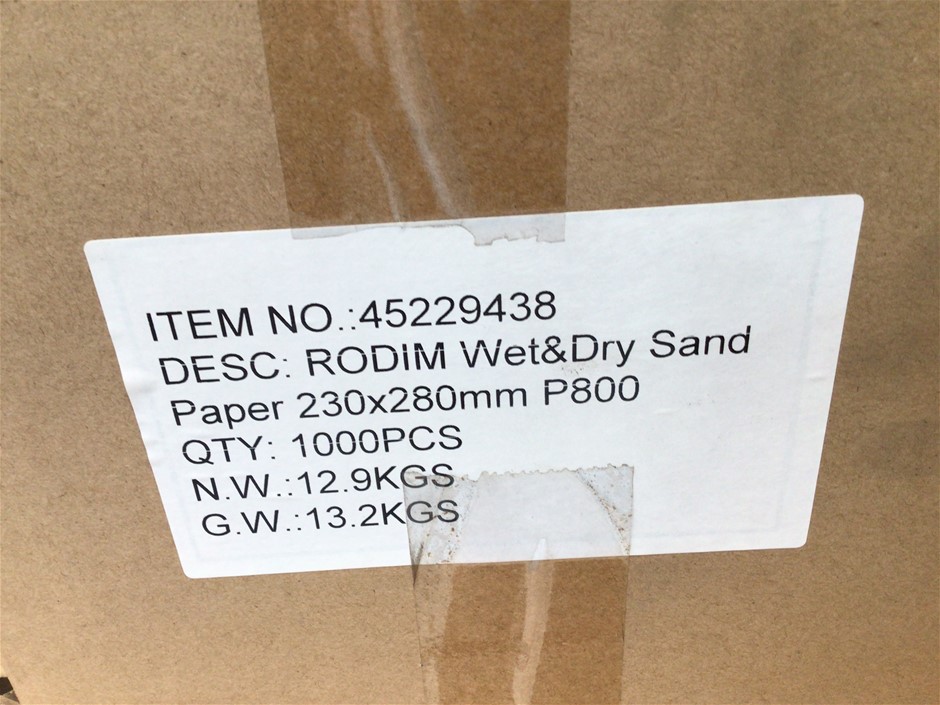 ITEM NO.:45229438
DESC: RODIM Wet&Dry Sand
Paper 230x280mm P800
QTY: 1000PCS
N.W.:12.9KGS
G.W.:13.2KGS